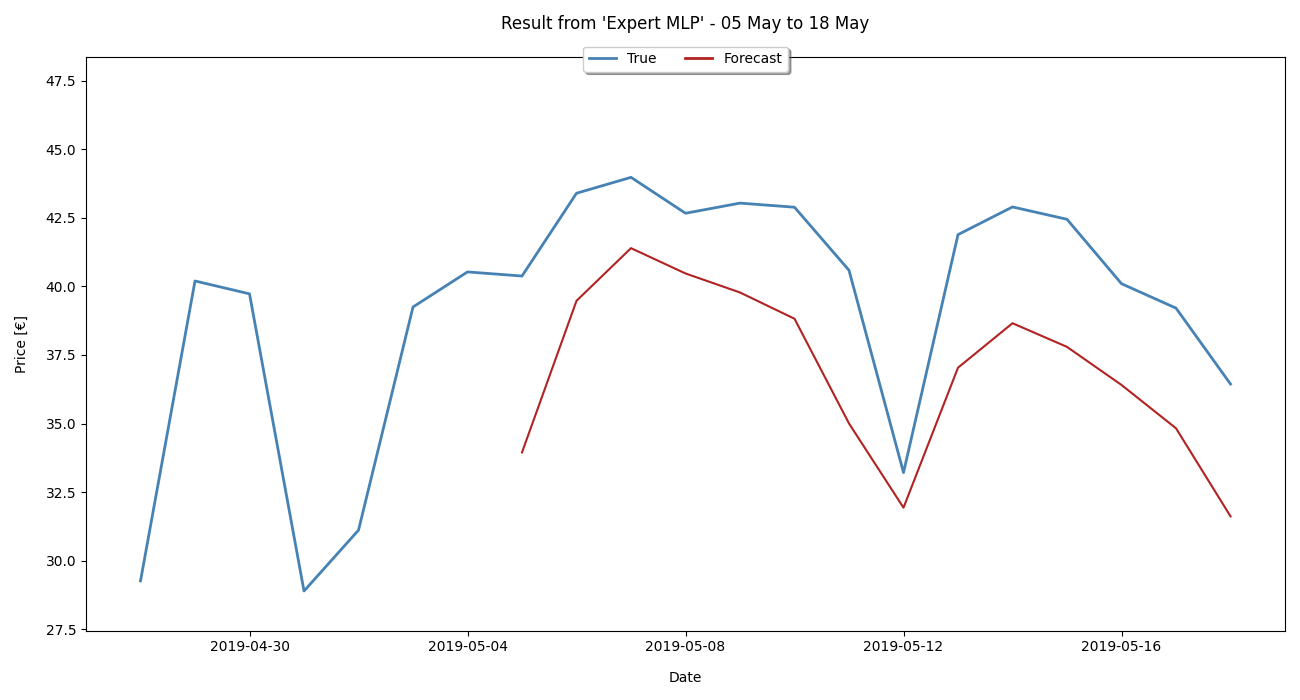 Result from 'Expert MLP' - 05 May to 18 May
True Forecast
47.5
45.0
42.5
40.0
37.5
35.0
32.5
30.0
27.5
Price [€]
2019-04-30 2019-05-04 2019-05-08 2019-05-12 2019-05-16
Date